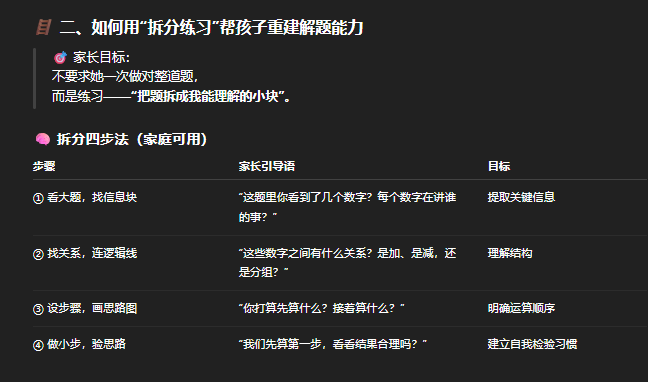 🪜 二、如何用“拆分练习”帮孩子重建解题能力
🎯 家长目标：
不要求她一次做对整道题，
而是练习——“把题拆成我能理解的小块”。
🧠 拆分四步法（家庭可用）
步骤 家长引导语 目标
① 看大题，找信息块 “这题里你看到了几个数字？每个数字在讲谁 提取关键信息
的事？”
② 找关系，连逻辑线 “这些数字之间有什么关系？是加、是减，还 理解结构
是分组？”
③ 设步骤，画思路图 “你打算先算什么？接着算什么？” 明确运算顺序
④ 做小步，验思路 “我们先算第一步，看看结果合理吗？” 建立自我检验习惯